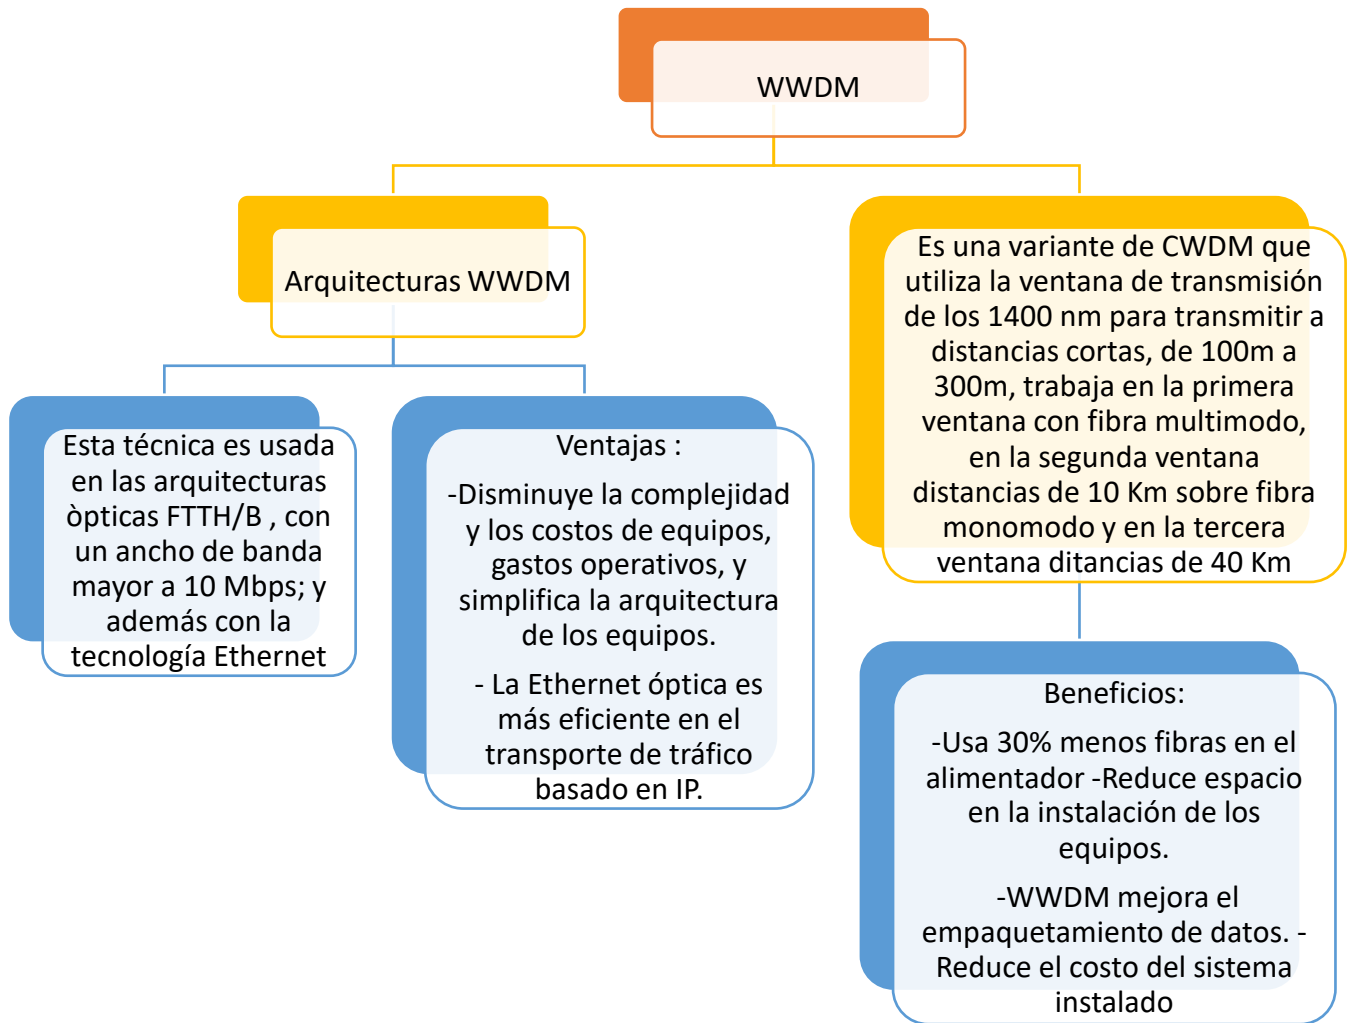 WWDM
Arquitecturas WWDM
Es una variante de CWDM que
utiliza la ventana de transmisión
de los 1400 nm para transmitir a
distancias cortas, de 100m a
300m, trabaja en la primera
ventana con fibra multimodo,
en la segunda ventana
distancias de 10 Km sobre fibra
monomodo y en la tercera
ventana ditancias de 40 Km
Esta técnica es usada
en las arquitecturas
òpticas FTTH/B , con
un ancho de banda
mayor a 10 Mbps; y
además con la
tecnología Ethernet
Ventajas :
-Disminuye la complejidad
y los costos de equipos,
gastos operativos, y
simplifica la arquitectura
de los equipos.
- La Ethernet óptica es
más eficiente en el
transporte de tráfico
basado en IP.
Beneficios:
-Usa 30% menos fibras en el
alimentador -Reduce espacio
en la instalación de los
equipos.
-WWDM mejora el
empaquetamiento de datos. -
Reduce el costo del sistema
instalado